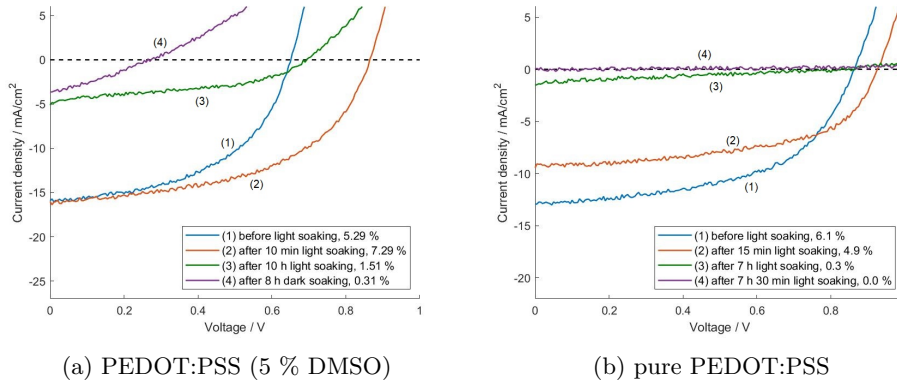 5
0
-5
-10
-15
-20
-25
Current density / mA/cm²
0
0.2
0.4
0.6
0.8
1
Voltage / V
(4)
(3)
(1)
(2)
(1) before light soaking, 5.29 %
(2) after 10 min light soaking, 7.29 %
(3) after 10 h light soaking, 1.51 %
(4) after 8 h dark soaking, 0.31 %
(a) PEDOT:PSS (5 % DMSO)
5
0
-5
-10
-15
-20
Current density / mA/cm²
0
0.2
0.4
0.6
0.8
Voltage / V
(4)
(3)
(2)
(1)
(1) before light soaking, 6.1 %
(2) after 15 min light soaking, 4.9 %
(3) after 7 h light soaking, 0.3 %
(4) after 7 h 30 min light soaking, 0.0 %
(b) pure PEDOT:PSS